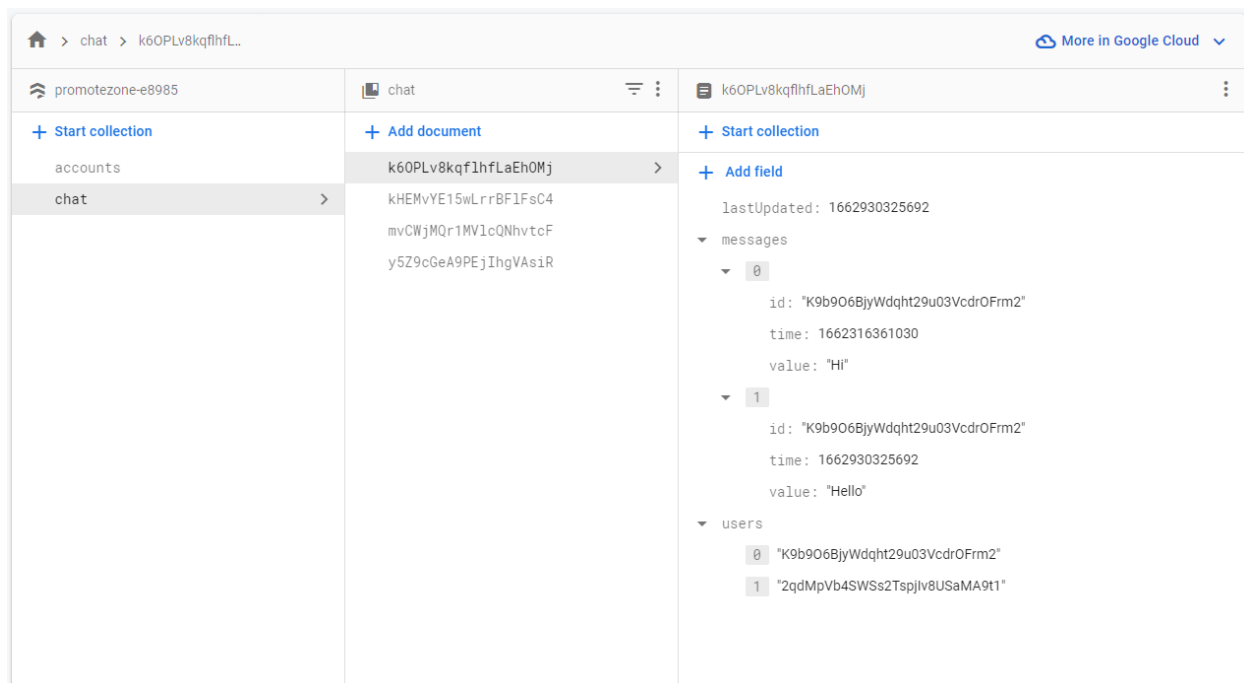 chat > k6OPLv8kqflhfL..
More in Google Cloud
promotezone-e8985
+ Start collection
accounts
chat
chat
+ Add document
k6OPLv8kqflhfLaEhOMj
kHEMvYE15wLrrBFlFsC4
mvCWjMQr1MVlcQNhvtcF
y5Z9cGeA9PEjIhgVAsiR
k6OPLv8kqflhfLaEhOMj
+ Start collection
+ Add field
lastUpdated: 1662930325692
messages
0
id: "K9b9O6BjyWdqht29u03VcdrOFrm2"
time: 1662316361030
value: "Hi"
1
id: "K9b9O6BjyWdqht29u03VcdrOFrm2"
time: 1662930325692
value: "Hello"
users
0 "K9b9O6BjyWdqht29u03VcdrOFrm2"
1 "2qdMpVb4SWSs2TspjIv8USaMA9t1"